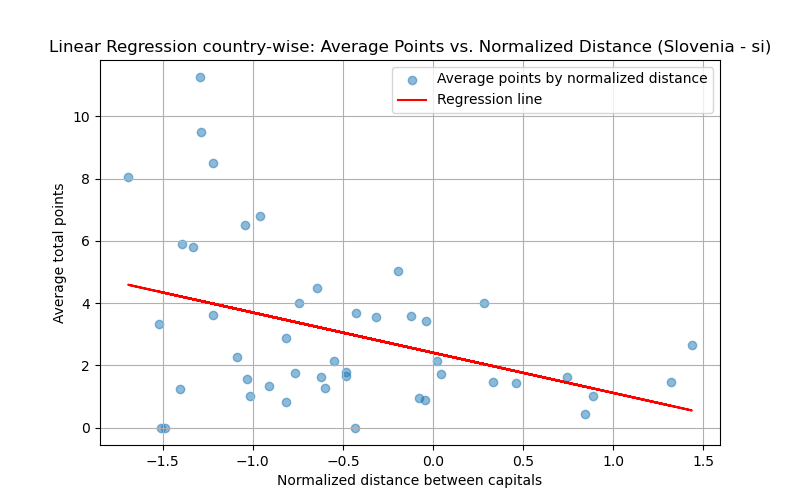 Linear Regression country-wise: Average Points vs. Normalized Distance (Slovenia - si)
Average points by normalized distance
Regression line
Average total points
10
8
6
4
2
0
−1.5
−1.0
−0.5
0.0
0.5
1.0
1.5
Normalized distance between capitals